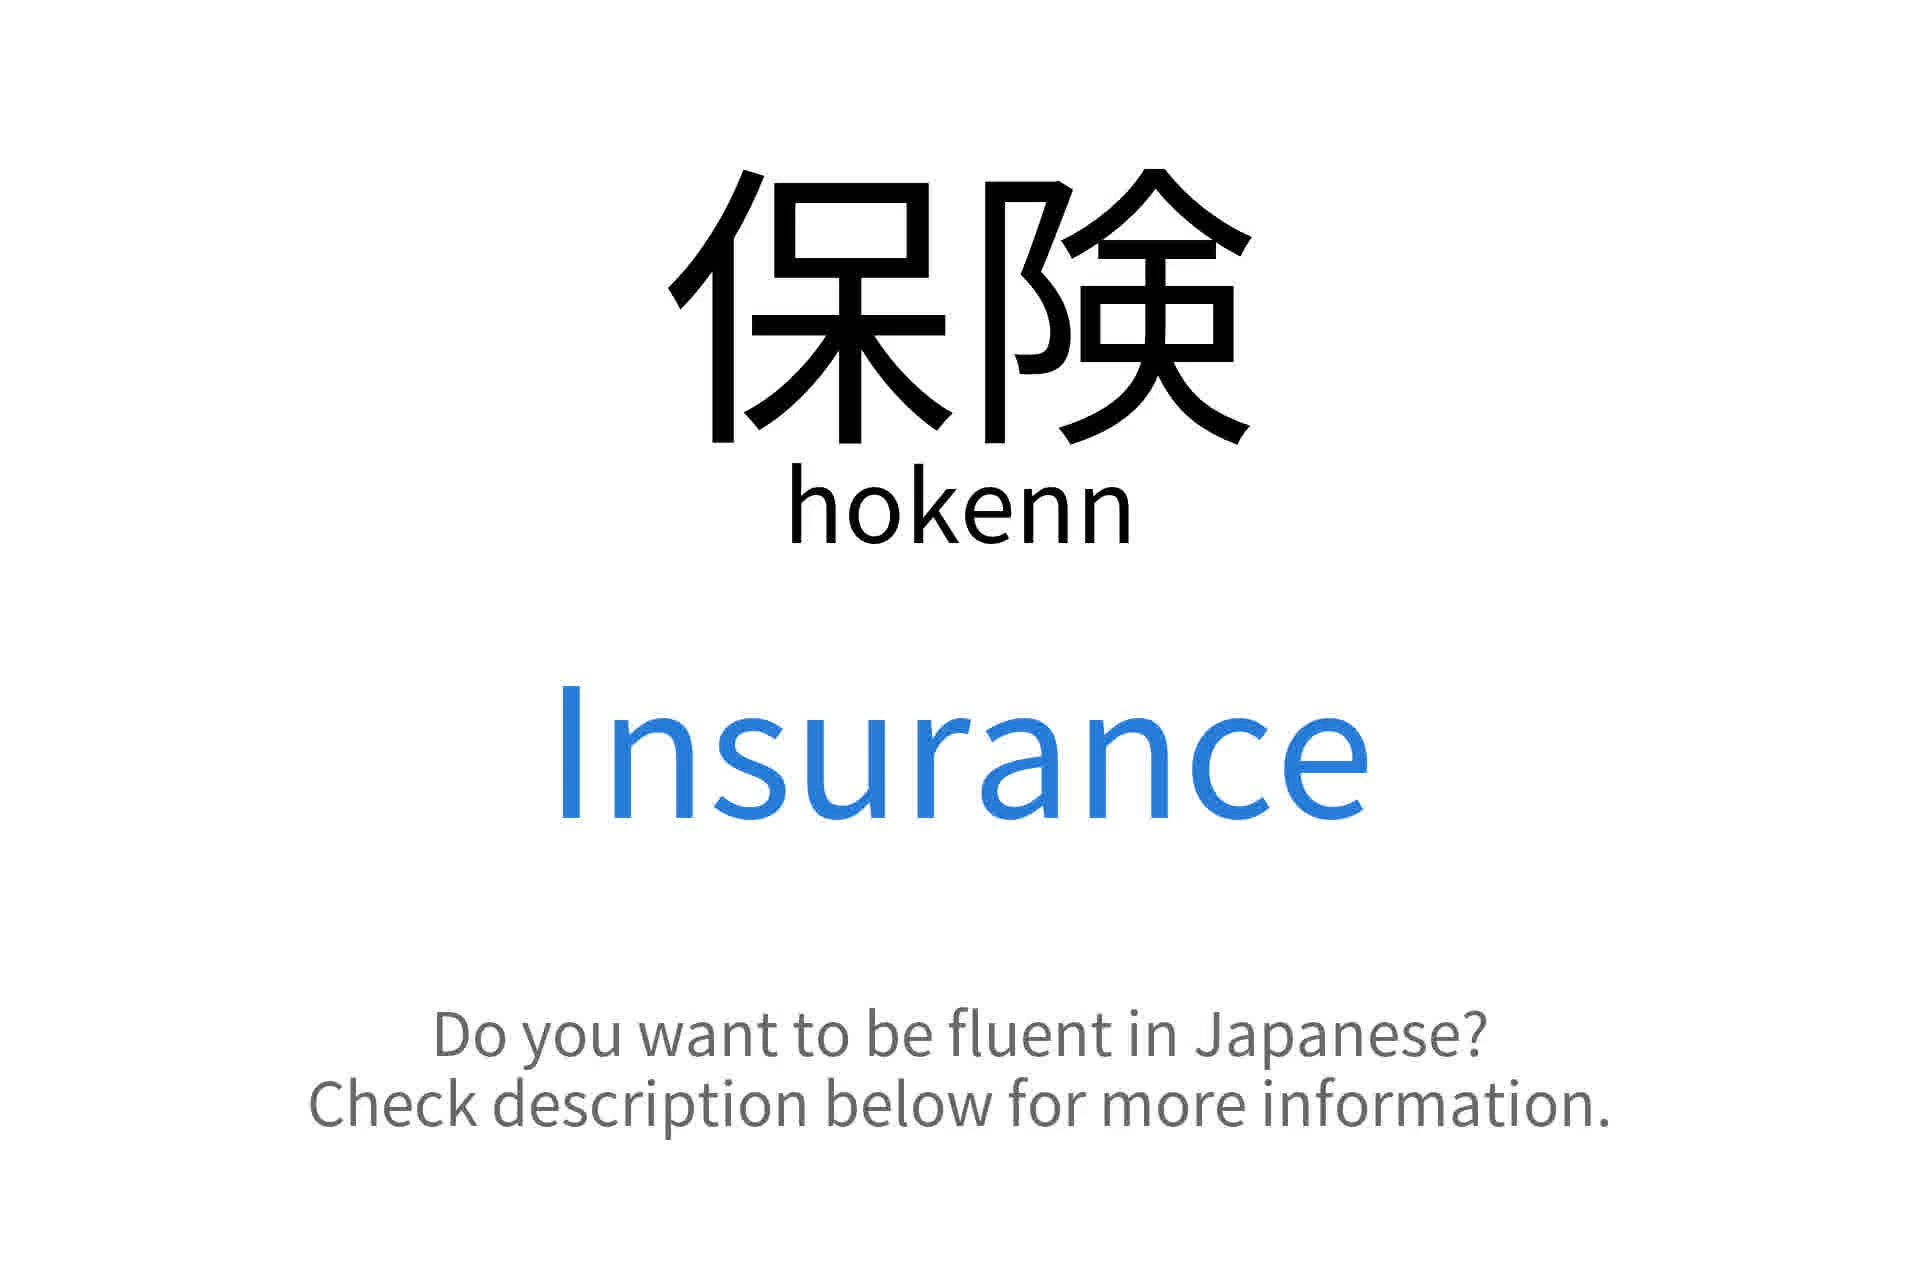 保険
hokenn
Insurance
Do you want to be fluent in Japanese?
Check description below for more information.